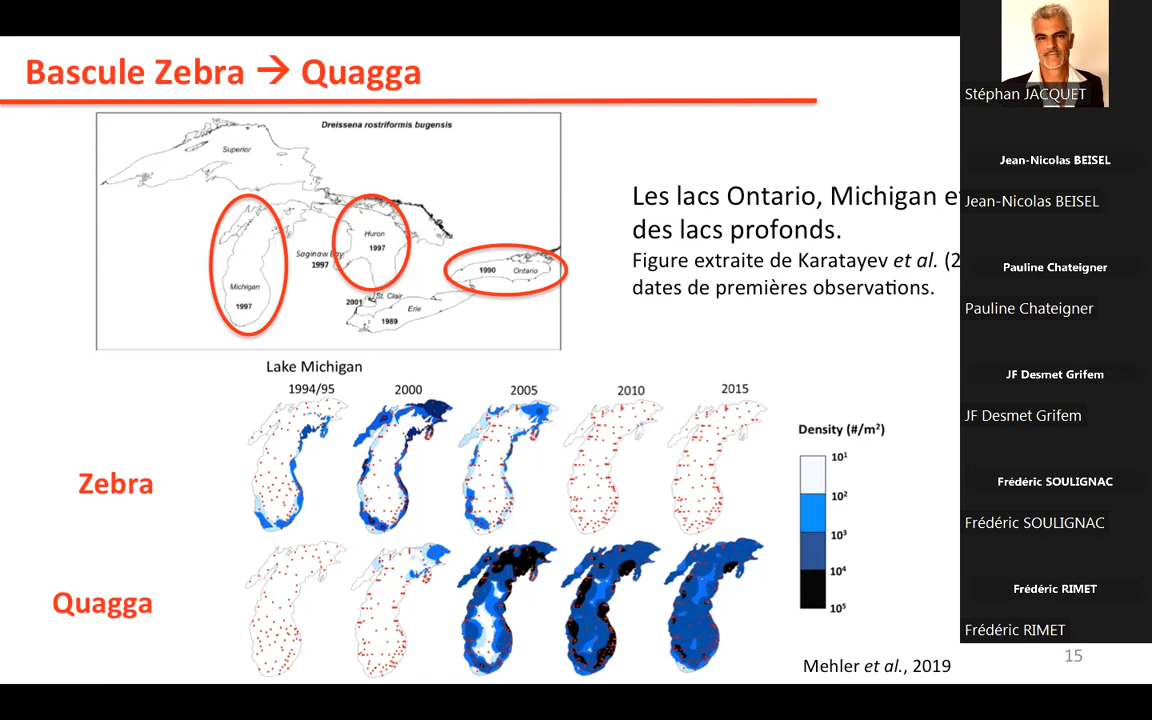 Bascule Zebra → Quagga
Dreissena rostriformis bugensis
Superior
Huron
1997
Saginaw Bay
1997
Michigan
1997
1990 Ontario
2001 St. Clair
Erie
1989
Les lacs Ontario, Michigan et
des lacs profonds.
Figure extraite de Karatayev et al. (2
dates de premières observations.
Lake Michigan
1994/95 2000 2005 2010 2015
Zebra
Quagga
Density (#/m²)
10¹
10²
10³
10⁴
10⁵
Mehler et al., 2019
15
Stéphan JACQUET
Jean-Nicolas BEISEL
Jean-Nicolas BEISEL
Pauline Chateigner
Pauline Chateigner
JF Desmet Grifem
JF Desmet Grifem
Frédéric SOULIGNAC
Frédéric SOULIGNAC
Frédéric RIMET
Frédéric RIMET